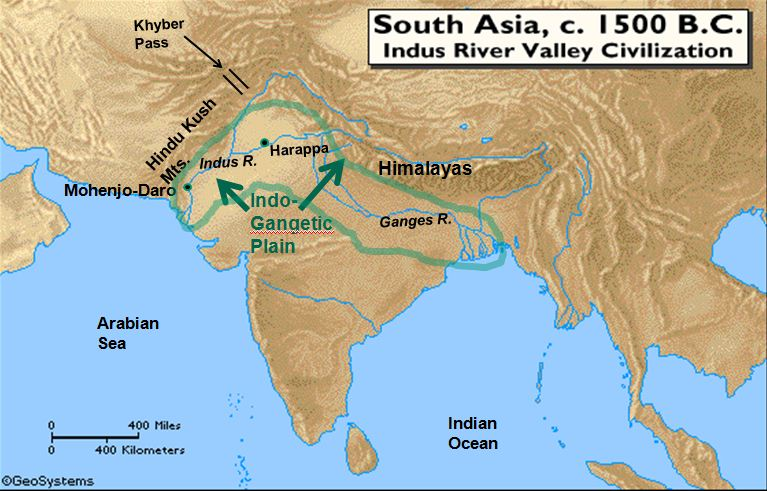 South Asia, c. 1500 B.C.
Indus River Valley Civilization
Khyber
Pass
Hindu Kush
Mts.
Indus R.
Harappa
Mohenjo-Daro
Himalayas
Indo-
Gangetic
Plain
Ganges R.
Arabian
Sea
Indian
Ocean
0 400 Miles
0 400 Kilometers
©GeoSystems